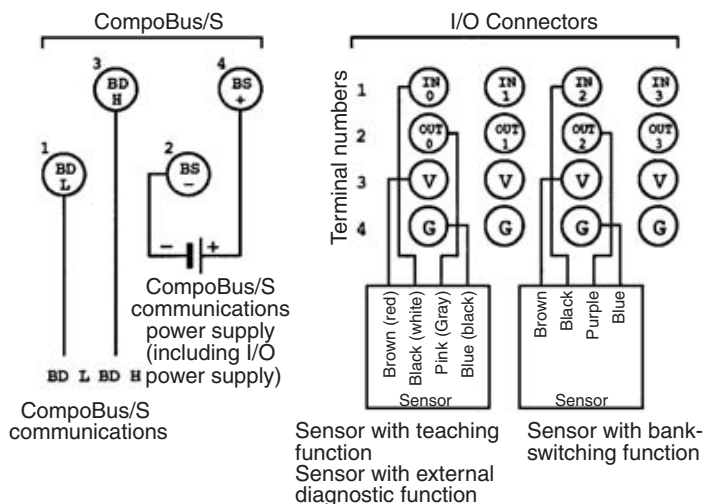 CompoBus/S
3
BD
H
4
BS
+
1
BD
L
2
BS
−
− +
CompoBus/S
communications
power supply
(including I/O
power supply)
BD L BD H
CompoBus/S
communications
I/O Connectors
Terminal numbers
1
IN
0
IN
1
IN
2
IN
3
2
OUT
0
OUT
1
OUT
2
OUT
3
3
V
V
V
V
4
G
G
G
G
Brown (red)
Black (white)
Pink (Gray)
Blue (black)
Sensor
Brown
Black
Purple
Blue
Sensor
Sensor with teaching
function
Sensor with external
diagnostic function
Sensor with bank-
switching function